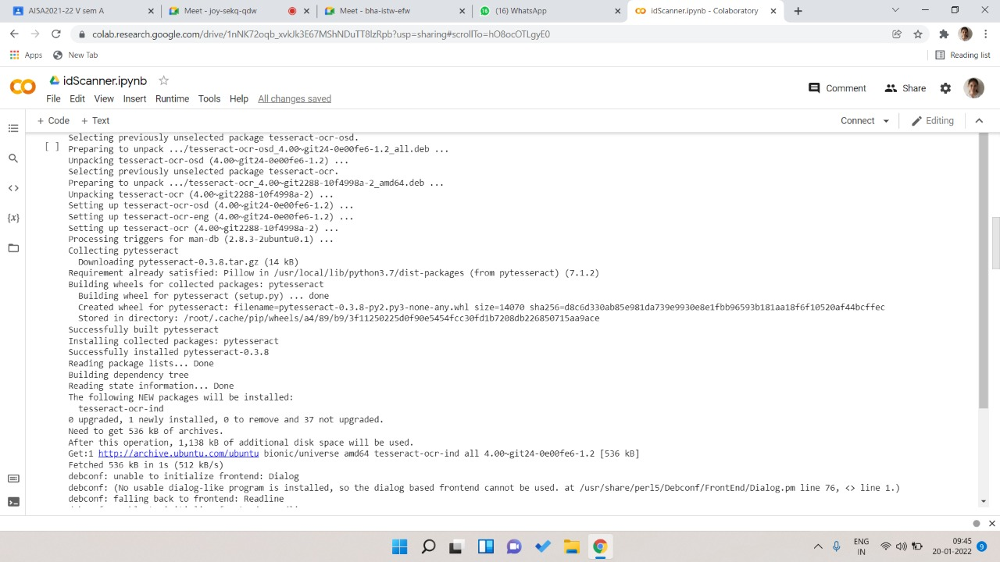 AI5A2021-22 V sem A
Meet - joy-sekq-qdw
Meet - bha-istw-efw
(16) WhatsApp
idScanner.ipynb - Colaboratory
colab.research.google.com/drive/1nNK72oqb_xvkJk3E67MShNDuTT8lzRpb?usp=sharing#scrollTo=hO8ocOTLgyE0
Apps New Tab Reading list
idScanner.ipynb
File Edit View Insert Runtime Tools Help All changes saved
Comment Share
+ Code + Text Connect Editing
Selecting previously unselected package tesseract-ocr-osd.
[ ] Preparing to unpack .../tesseract-ocr-osd_4.00~git24-0e00fe6-1.2_all.deb ...
Unpacking tesseract-ocr-osd (4.00~git24-0e00fe6-1.2) ...
Selecting previously unselected package tesseract-ocr.
Preparing to unpack .../tesseract-ocr_4.00~git2288-10f4998a-2_amd64.deb ...
Unpacking tesseract-ocr (4.00~git2288-10f4998a-2) ...
Setting up tesseract-ocr-osd (4.00~git24-0e00fe6-1.2) ...
Setting up tesseract-ocr-eng (4.00~git24-0e00fe6-1.2) ...
Setting up tesseract-ocr (4.00~git2288-10f4998a-2) ...
Processing triggers for man-db (2.8.3-2ubuntu0.1) ...
Collecting pytesseract
Downloading pytesseract-0.3.8.tar.gz (14 kB)
Requirement already satisfied: Pillow in /usr/local/lib/python3.7/dist-packages (from pytesseract) (7.1.2)
Building wheels for collected packages: pytesseract
Building wheel for pytesseract (setup.py) ... done
Created wheel for pytesseract: filename=pytesseract-0.3.8-py2.py3-none-any.whl size=14070 sha256=d8c6d330ab85e981da739e9930e8e1fbb96593b181aa18f6f10520af44bcffec
Stored in directory: /root/.cache/pip/wheels/a4/89/b9/3f11250225d0f90e5454fcc30fd1b7208db226850715aa9ace
Successfully built pytesseract
Installing collected packages: pytesseract
Successfully installed pytesseract-0.3.8
Reading package lists... Done
Building dependency tree
Reading state information... Done
The following NEW packages will be installed:
tesseract-ocr-ind
0 upgraded, 1 newly installed, 0 to remove and 37 not upgraded.
Need to get 536 kB of archives.
After this operation, 1,138 kB of additional disk space will be used.
Get:1 http://archive.ubuntu.com/ubuntu bionic/universe amd64 tesseract-ocr-ind all 4.00~git24-0e00fe6-1.2 [536 kB]
Fetched 536 kB in 1s (512 kB/s)
debconf: unable to initialize frontend: Dialog
debconf: (No usable dialog-like program is installed, so the dialog based frontend cannot be used. at /usr/share/perl5/Debconf/FrontEnd/Dialog.pm line 76, <> line 1.)
debconf: falling back to frontend: Readline
ENG
IN
09:45
20-01-2022
9